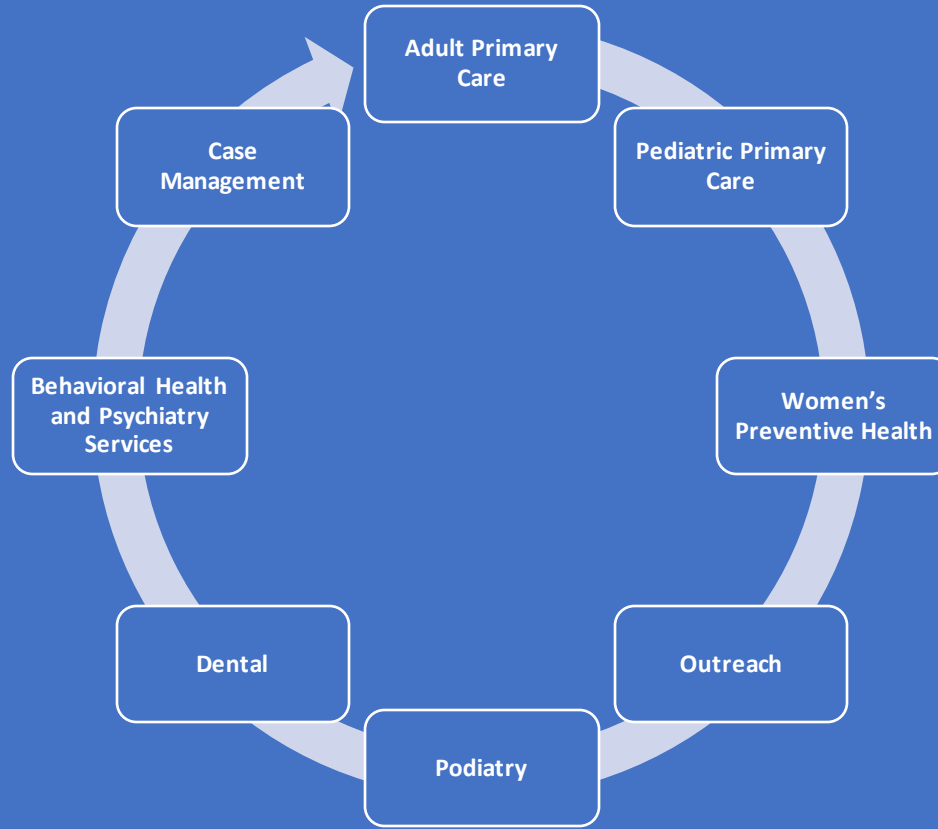 Adult Primary
Care
Pediatric Primary
Care
Women’s
Preventive Health
Outreach
Podiatry
Dental
Behavioral Health
and Psychiatry
Services
Case
Management